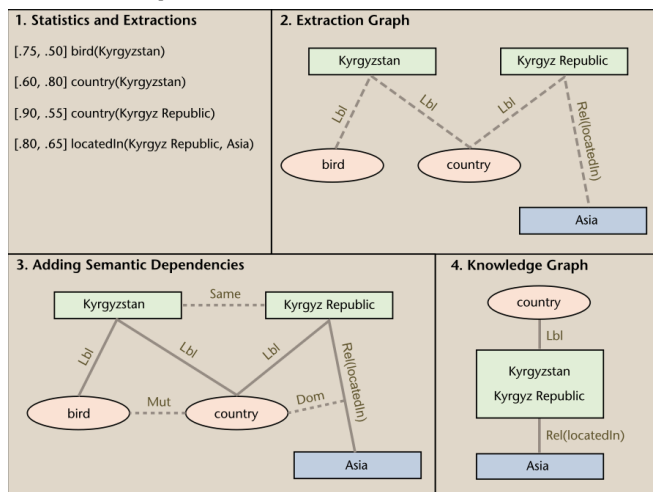 1. Statistics and Extractions
[.75, .50] bird(Kyrgyzstan)
[.60, .80] country(Kyrgyzstan)
[.90, .55] country(Kyrgyz Republic)
[.80, .65] locatedIn(Kyrgyz Republic, Asia)
2. Extraction Graph
Kyrgyzstan
Kyrgyz Republic
Lbl
Lbl
Lbl
Rel(locatedIn)
bird
country
Asia
3. Adding Semantic Dependencies
Kyrgyzstan
Same
Kyrgyz Republic
Lbl
Lbl
Lbl
Rel(locatedIn)
bird
Mut
country
Dom
Asia
4. Knowledge Graph
country
Lbl
Kyrgyzstan
Kyrgyz Republic
Rel(locatedIn)
Asia